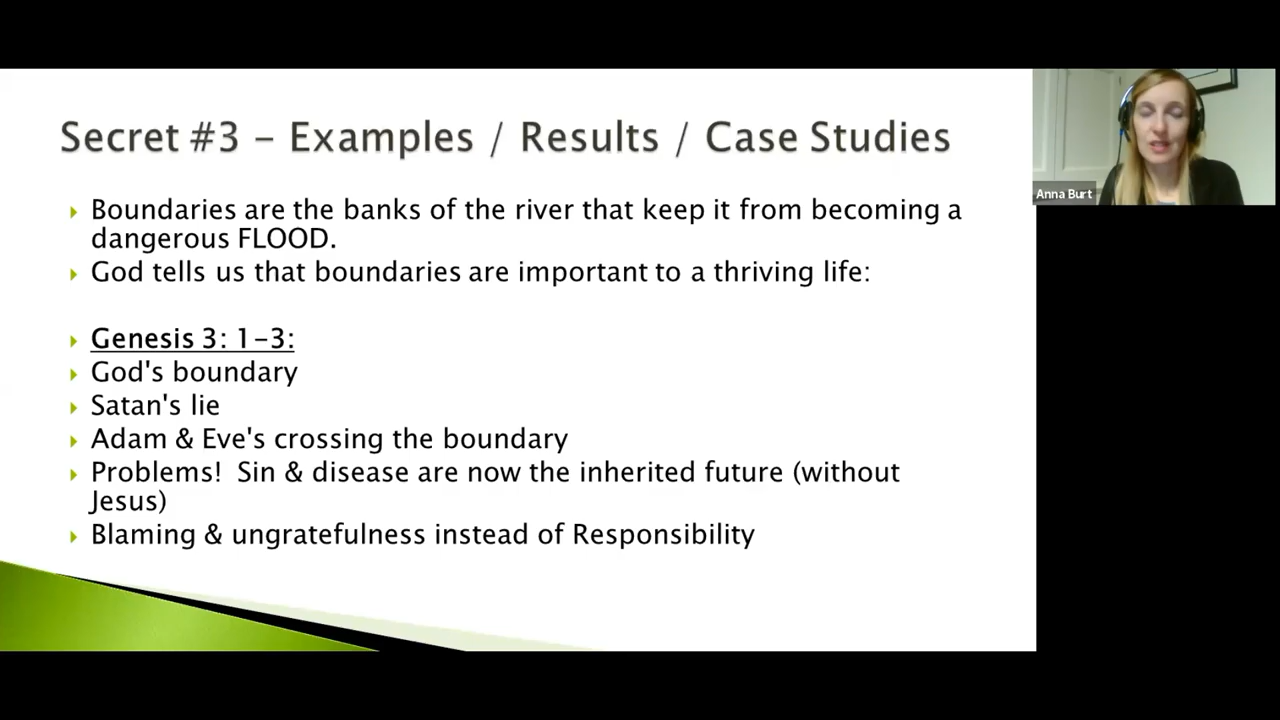 Secret #3 – Examples / Results / Case Studies
Boundaries are the banks of the river that keep it from becoming a
dangerous FLOOD.
God tells us that boundaries are important to a thriving life:
Genesis 3: 1-3:
God's boundary
Satan's lie
Adam & Eve's crossing the boundary
Problems!  Sin & disease are now the inherited future (without
Jesus)
Blaming & ungratefulness instead of Responsibility
Anna Burt